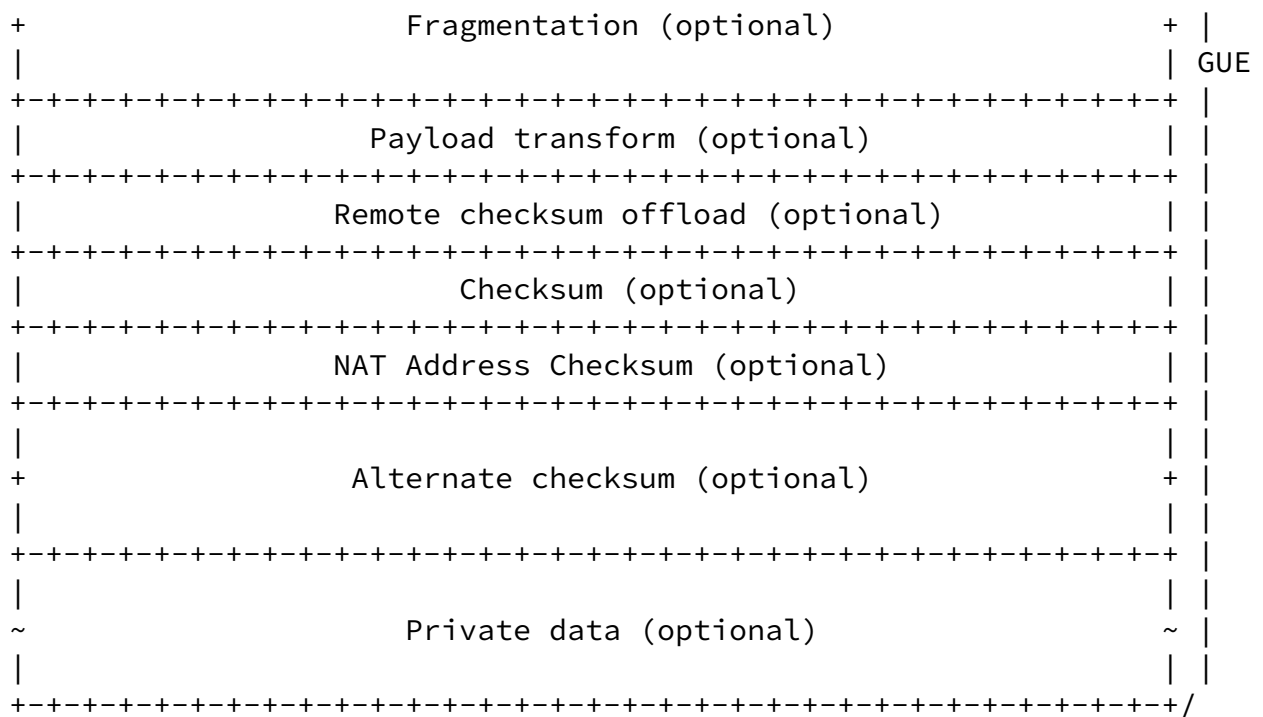 +                     Fragmentation (optional)                  + |
|                                                               | GUE
+-+-+-+-+-+-+-+-+-+-+-+-+-+-+-+-+-+-+-+-+-+-+-+-+-+-+-+-+-+-+-+-+ |
|                   Payload transform (optional)                | |
+-+-+-+-+-+-+-+-+-+-+-+-+-+-+-+-+-+-+-+-+-+-+-+-+-+-+-+-+-+-+-+-+ |
|                 Remote checksum offload (optional)            | |
+-+-+-+-+-+-+-+-+-+-+-+-+-+-+-+-+-+-+-+-+-+-+-+-+-+-+-+-+-+-+-+-+ |
|                        Checksum (optional)                    | |
+-+-+-+-+-+-+-+-+-+-+-+-+-+-+-+-+-+-+-+-+-+-+-+-+-+-+-+-+-+-+-+-+ |
|                 NAT Address Checksum (optional)               | |
+-+-+-+-+-+-+-+-+-+-+-+-+-+-+-+-+-+-+-+-+-+-+-+-+-+-+-+-+-+-+-+-+ |
|                                                               | |
+                  Alternate checksum (optional)                + |
|                                                               | |
+-+-+-+-+-+-+-+-+-+-+-+-+-+-+-+-+-+-+-+-+-+-+-+-+-+-+-+-+-+-+-+-+ |
|                                                               | |
~                     Private data (optional)                   ~ |
|                                                               | |
+-+-+-+-+-+-+-+-+-+-+-+-+-+-+-+-+-+-+-+-+-+-+-+-+-+-+-+-+-+-+-+-+/